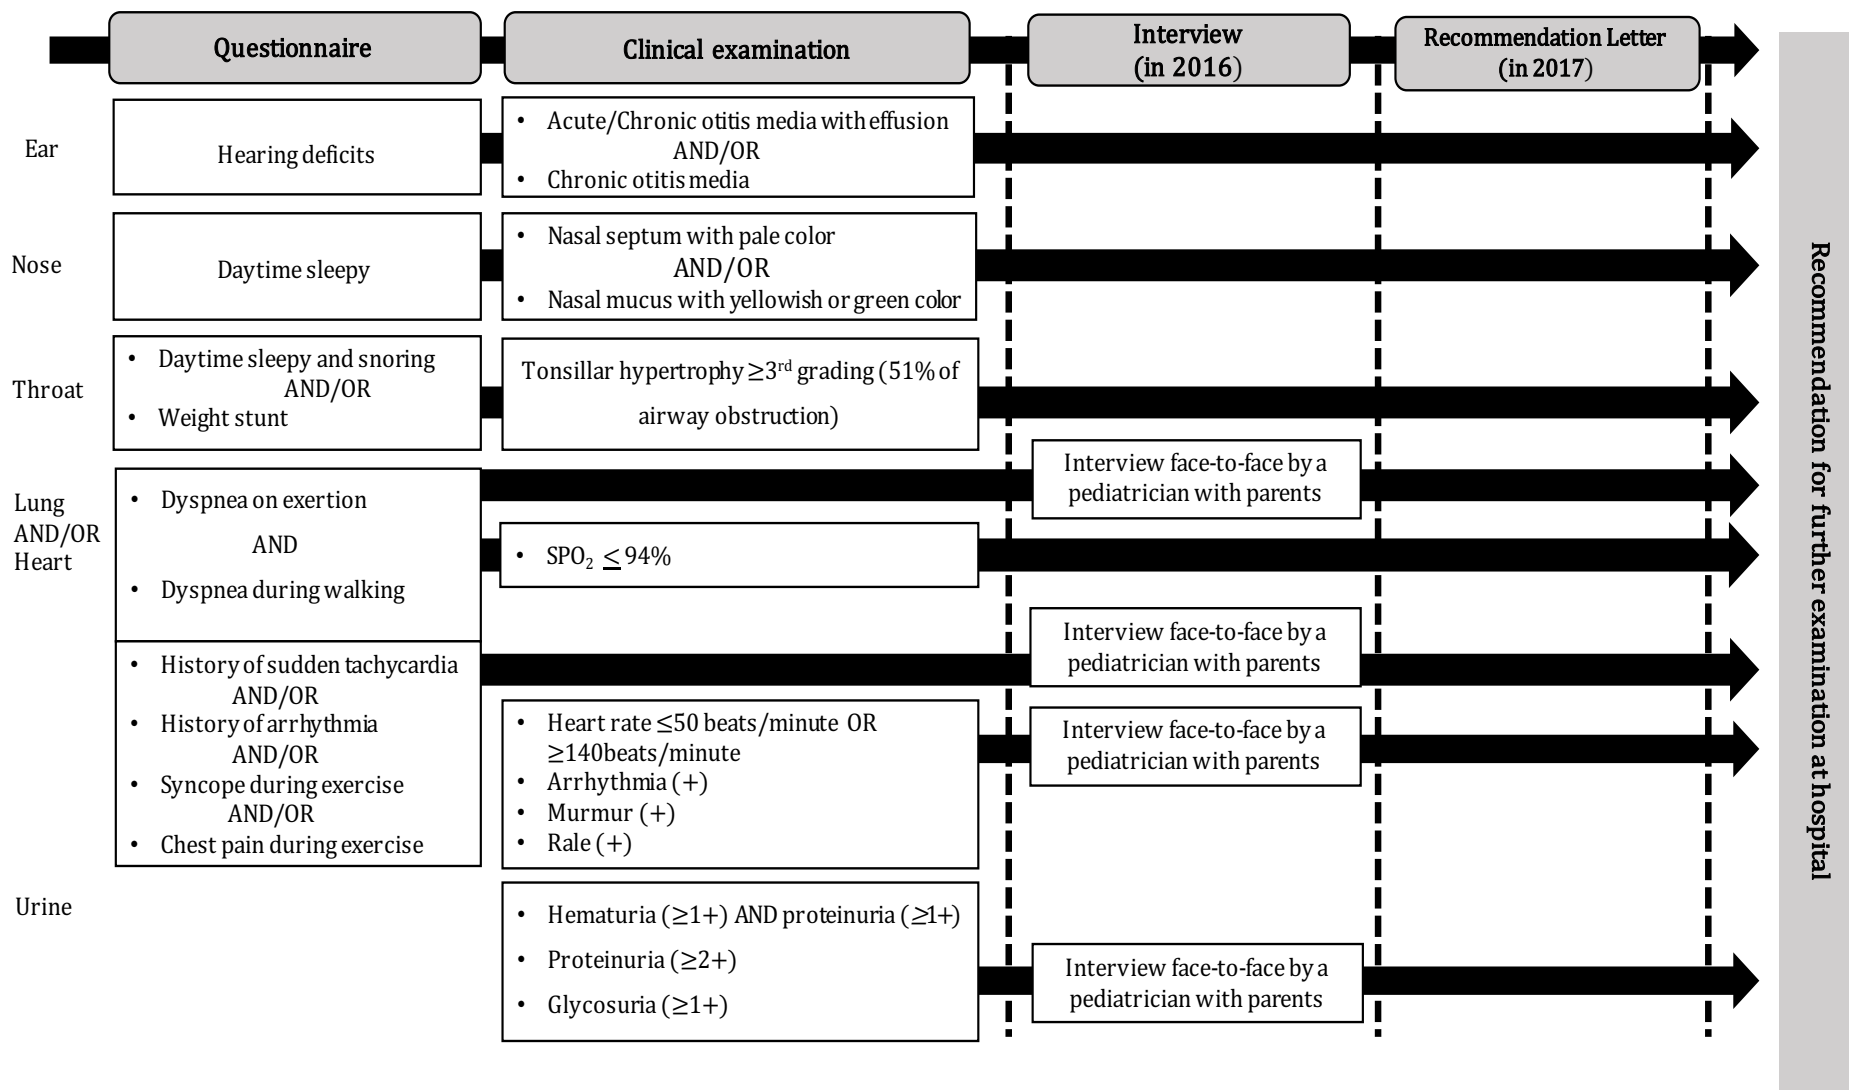 Questionnaire
Clinical examination
Interview
(in 2016)
Recommendation Letter
(in 2017)
Ear
Hearing deficits
• Acute/Chronic otitis media with effusion
AND/OR
• Chronic otitis media
Nose
Daytime sleepy
• Nasal septum with pale color
AND/OR
• Nasal mucus with yellowish or green color
Throat
• Daytime sleepy and snoring
AND/OR
• Weight stunt
Tonsillar hypertrophy ≥3rd grading (51% of
airway obstruction)
Lung
AND/OR
Heart
• Dyspnea on exertion
AND
• Dyspnea during walking
Interview face-to-face by a
pediatrician with parents
• SPO₂ ≤ 94%
• History of sudden tachycardia
AND/OR
• History of arrhythmia
AND/OR
• Syncope during exercise
AND/OR
• Chest pain during exercise
Interview face-to-face by a
pediatrician with parents
• Heart rate ≤50 beats/minute OR
≥140beats/minute
• Arrhythmia (+)
• Murmur (+)
• Rale (+)
Interview face-to-face by a
pediatrician with parents
Urine
• Hematuria (≥1+) AND proteinuria (≥1+)
• Proteinuria (≥2+)
• Glycosuria (≥1+)
Interview face-to-face by a
pediatrician with parents
Recommendation for further examination at hospital